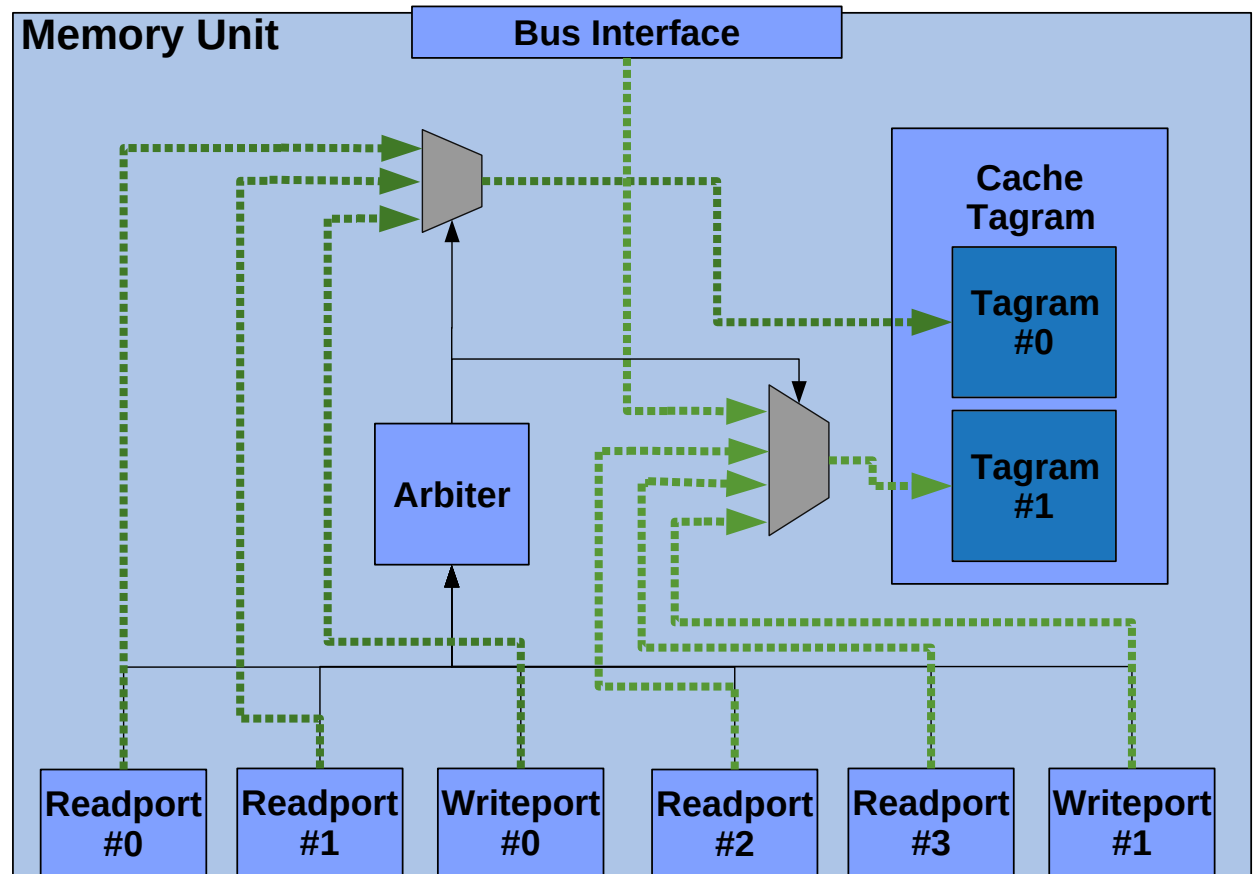 Memory Unit
Bus Interface
Cache
Tagram
Tagram
#0
Tagram
#1
Arbiter
Readport
#0
Readport
#1
Writeport
#0
Readport
#2
Readport
#3
Writeport
#1